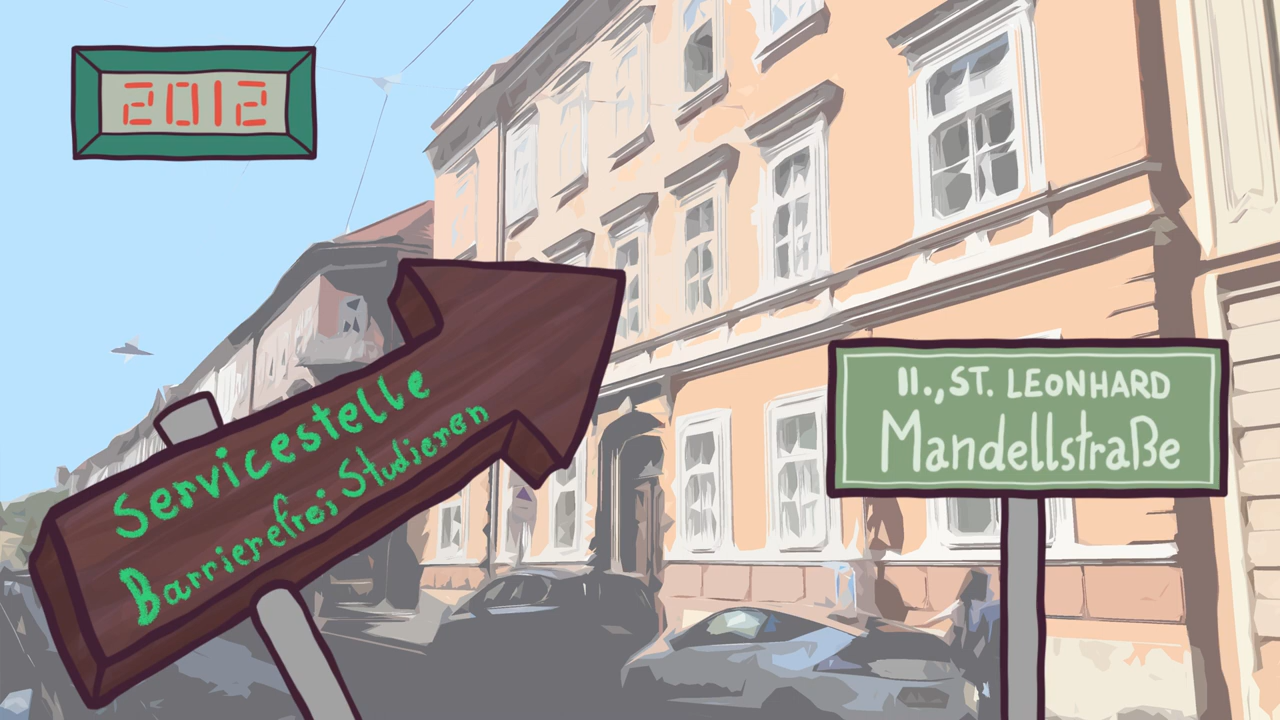 2012
Servicestelle
Barrierefrei Studieren
II., ST. LEONHARD
Mandellstraße